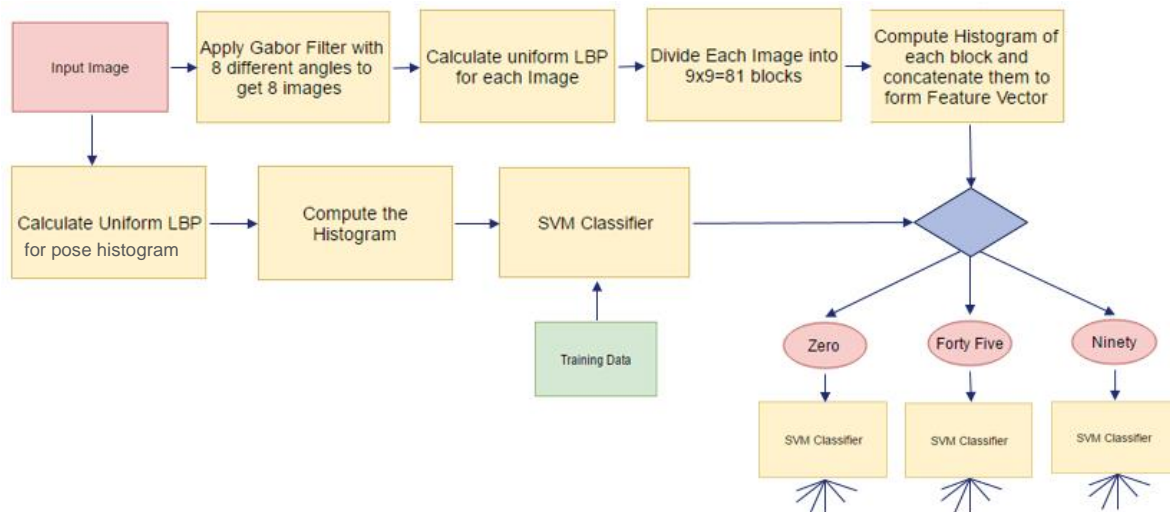 Input Image
Apply Gabor Filter with
8 different angles to
get 8 images
Calculate uniform LBP
for each Image
Divide Each Image into
9x9=81 blocks
Compute Histogram of
each block and
concatenate them to
form Feature Vector
Calculate Uniform LBP
for pose histogram
Compute the
Histogram
SVM Classifier
Training Data
Zero
Forty Five
Ninety
SVM Classifier
SVM Classifier
SVM Classifier